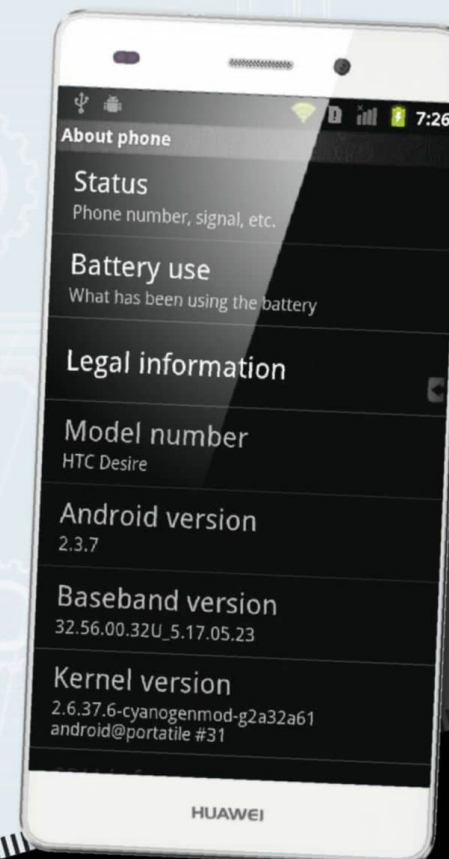 7:26
About phone
Status
Phone number, signal, etc.
Battery use
What has been using the battery
Legal information
Model number
HTC Desire
Android version
2.3.7
Baseband version
32.56.00.32U_5.17.05.23
Kernel version
2.6.37.6-cyanogenmod-g2a32a61
android@portatile #31
HUAWEI